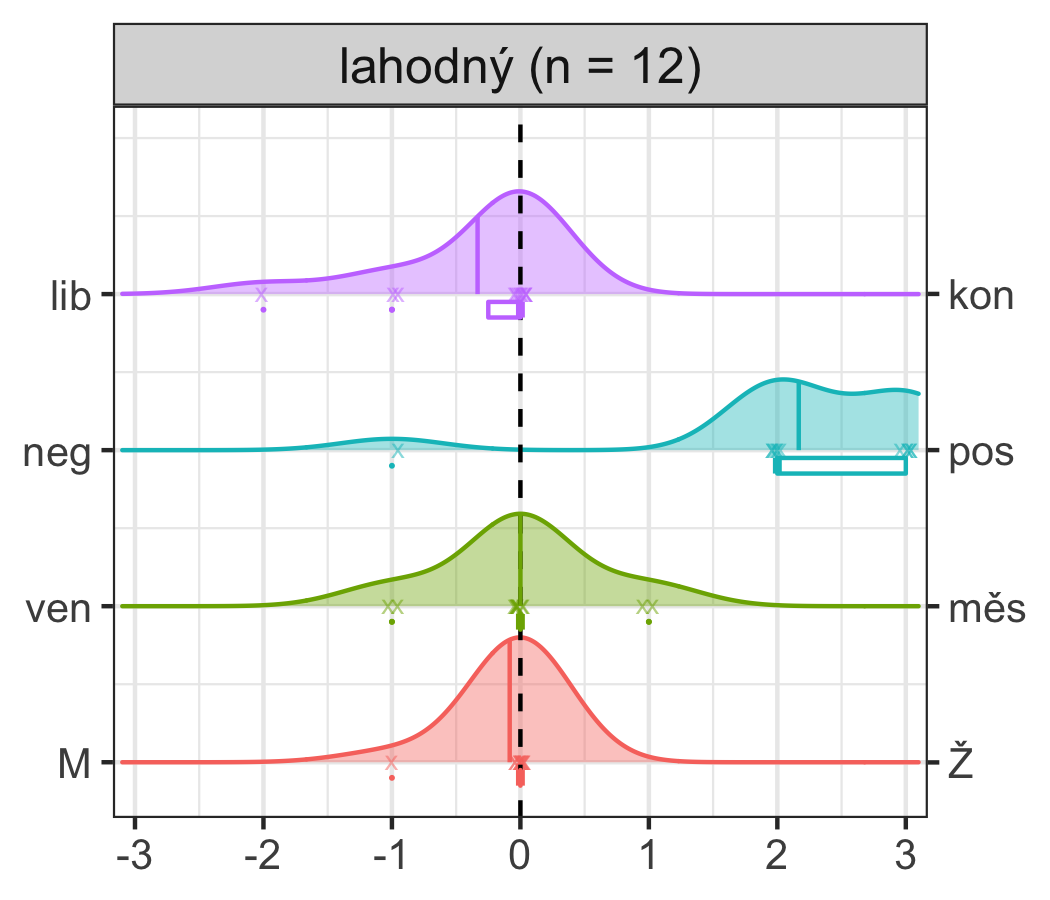 lahodný (n = 12)
lib kon
neg pos
ven měs
M Ž
-3 -2 -1 0 1 2 3